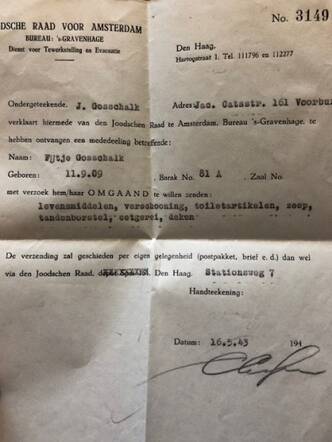 DSCHE RAAD VOOR AMSTERDAM
BUREAU: 's-GRAVENHAGE
Dienst voor Tewerkstelling en Evacuatie
No. 3149
Den Haag,
Hartogstraat 1. Tel. 111796 en 112277
Ondergeteekende, J. Gosschalk Adres: Jac. Catsstr. 161 Voorbu
verklaart hiermede van den Joodschen Raad te Amsterdam, Bureau 's-Gravenhage, te
hebben ontvangen een mededeeling betreffende:
Naam: Fijtje Gosschalk
Geboren: 11.9.09 Barak No. 81 A Zaal No
met verzoek hem/haar OMGAAND te willen zenden:
levensmiddelen, verschooning, toiletartikelen, zeep,
tandenborstel, eetgerei, deken
De verzending zal geschieden per eigen gelegenheid (postpakket, brief e. d.) dan wel
via den Joodschen Raad, Den Haag, Stationsweg 7
Handteekening:
Datum: 16.5.43 194